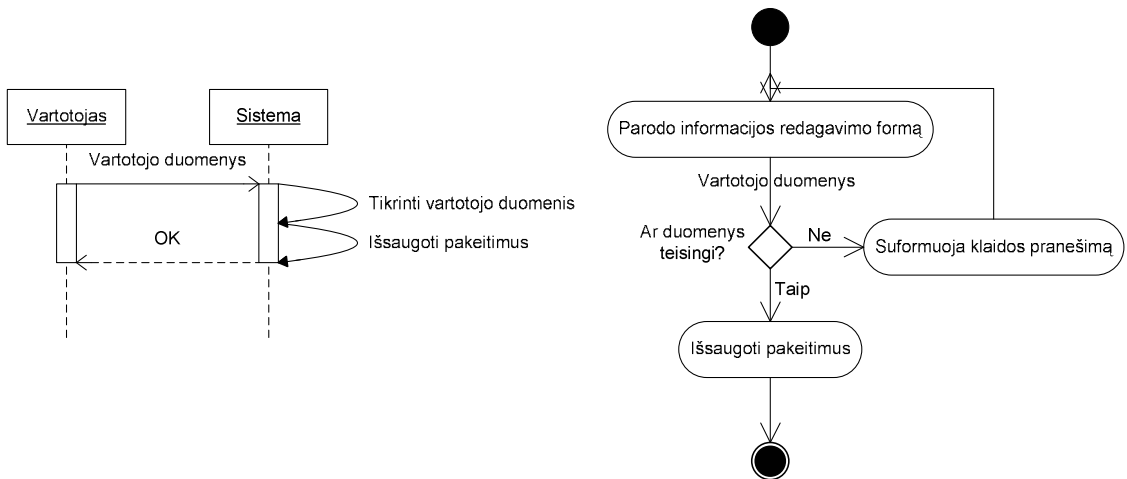 Vartotojas
Sistema
Vartotojo duomenys
Tikrinti vartotojo duomenis
OK
Išsaugoti pakeitimus
Parodo informacijos redagavimo formą
Vartotojo duomenys
Ar duomenys
teisingi?
Ne
Suformuoja klaidos pranešimą
Taip
Išsaugoti pakeitimus